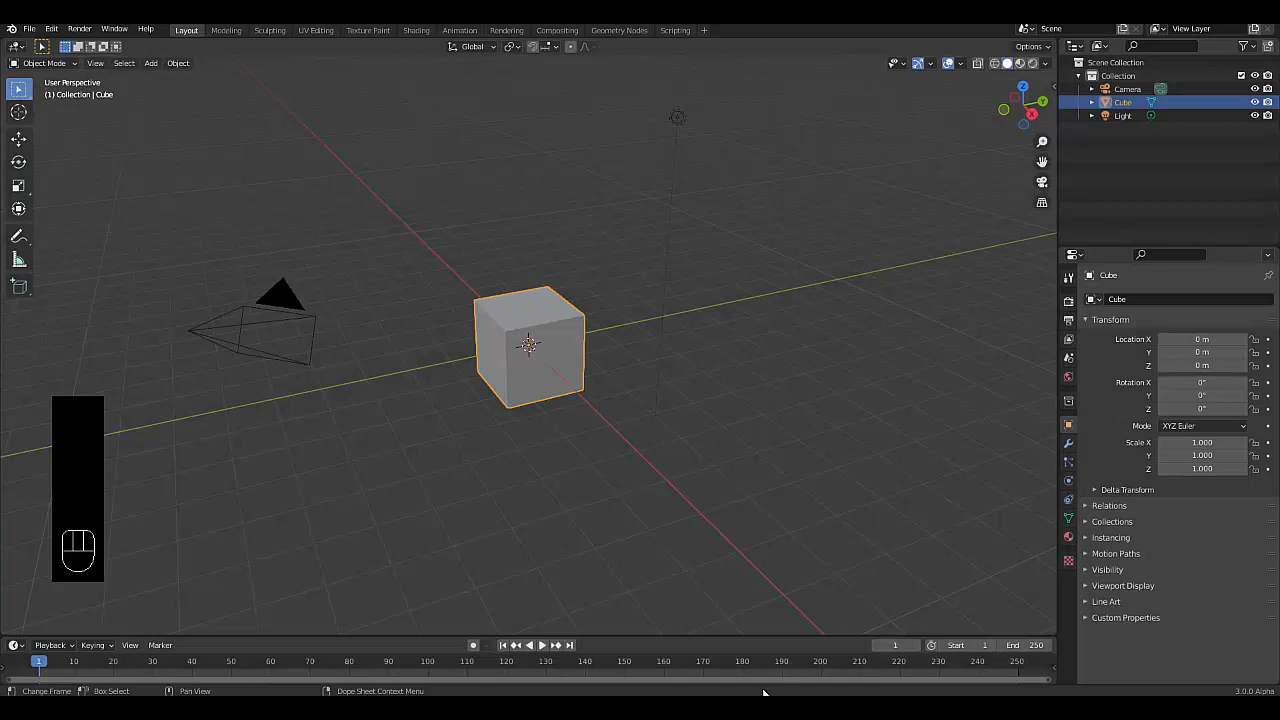 File Edit Render Window Help Layout Modeling Sculpting UV Editing Texture Paint Shading Animation Rendering Compositing Geometry Nodes Scripting + Scene View Layer
Global Options
Object Mode View Select Add Object
Scene Collection
Collection
Camera
Cube
Light
User Perspective
(1) Collection | Cube
Z
Y
X
Cube
Cube
Transform
Location X 0 m
Y 0 m
Z 0 m
Rotation X 0°
Y 0°
Z 0°
Mode XYZ Euler
Scale X 1.000
Y 1.000
Z 1.000
Delta Transform
Relations
Collections
Instancing
Motion Paths
Visibility
Viewport Display
Line Art
Custom Properties
Playback Keying View Marker 1 Start 1 End 250
1 10 20 30 40 50 60 70 80 90 100 110 120 130 140 150 160 170 180 190 200 210 220 230 240 250
Change Frame Box Select Pan View Dope Sheet Context Menu 3.0.0 Alpha